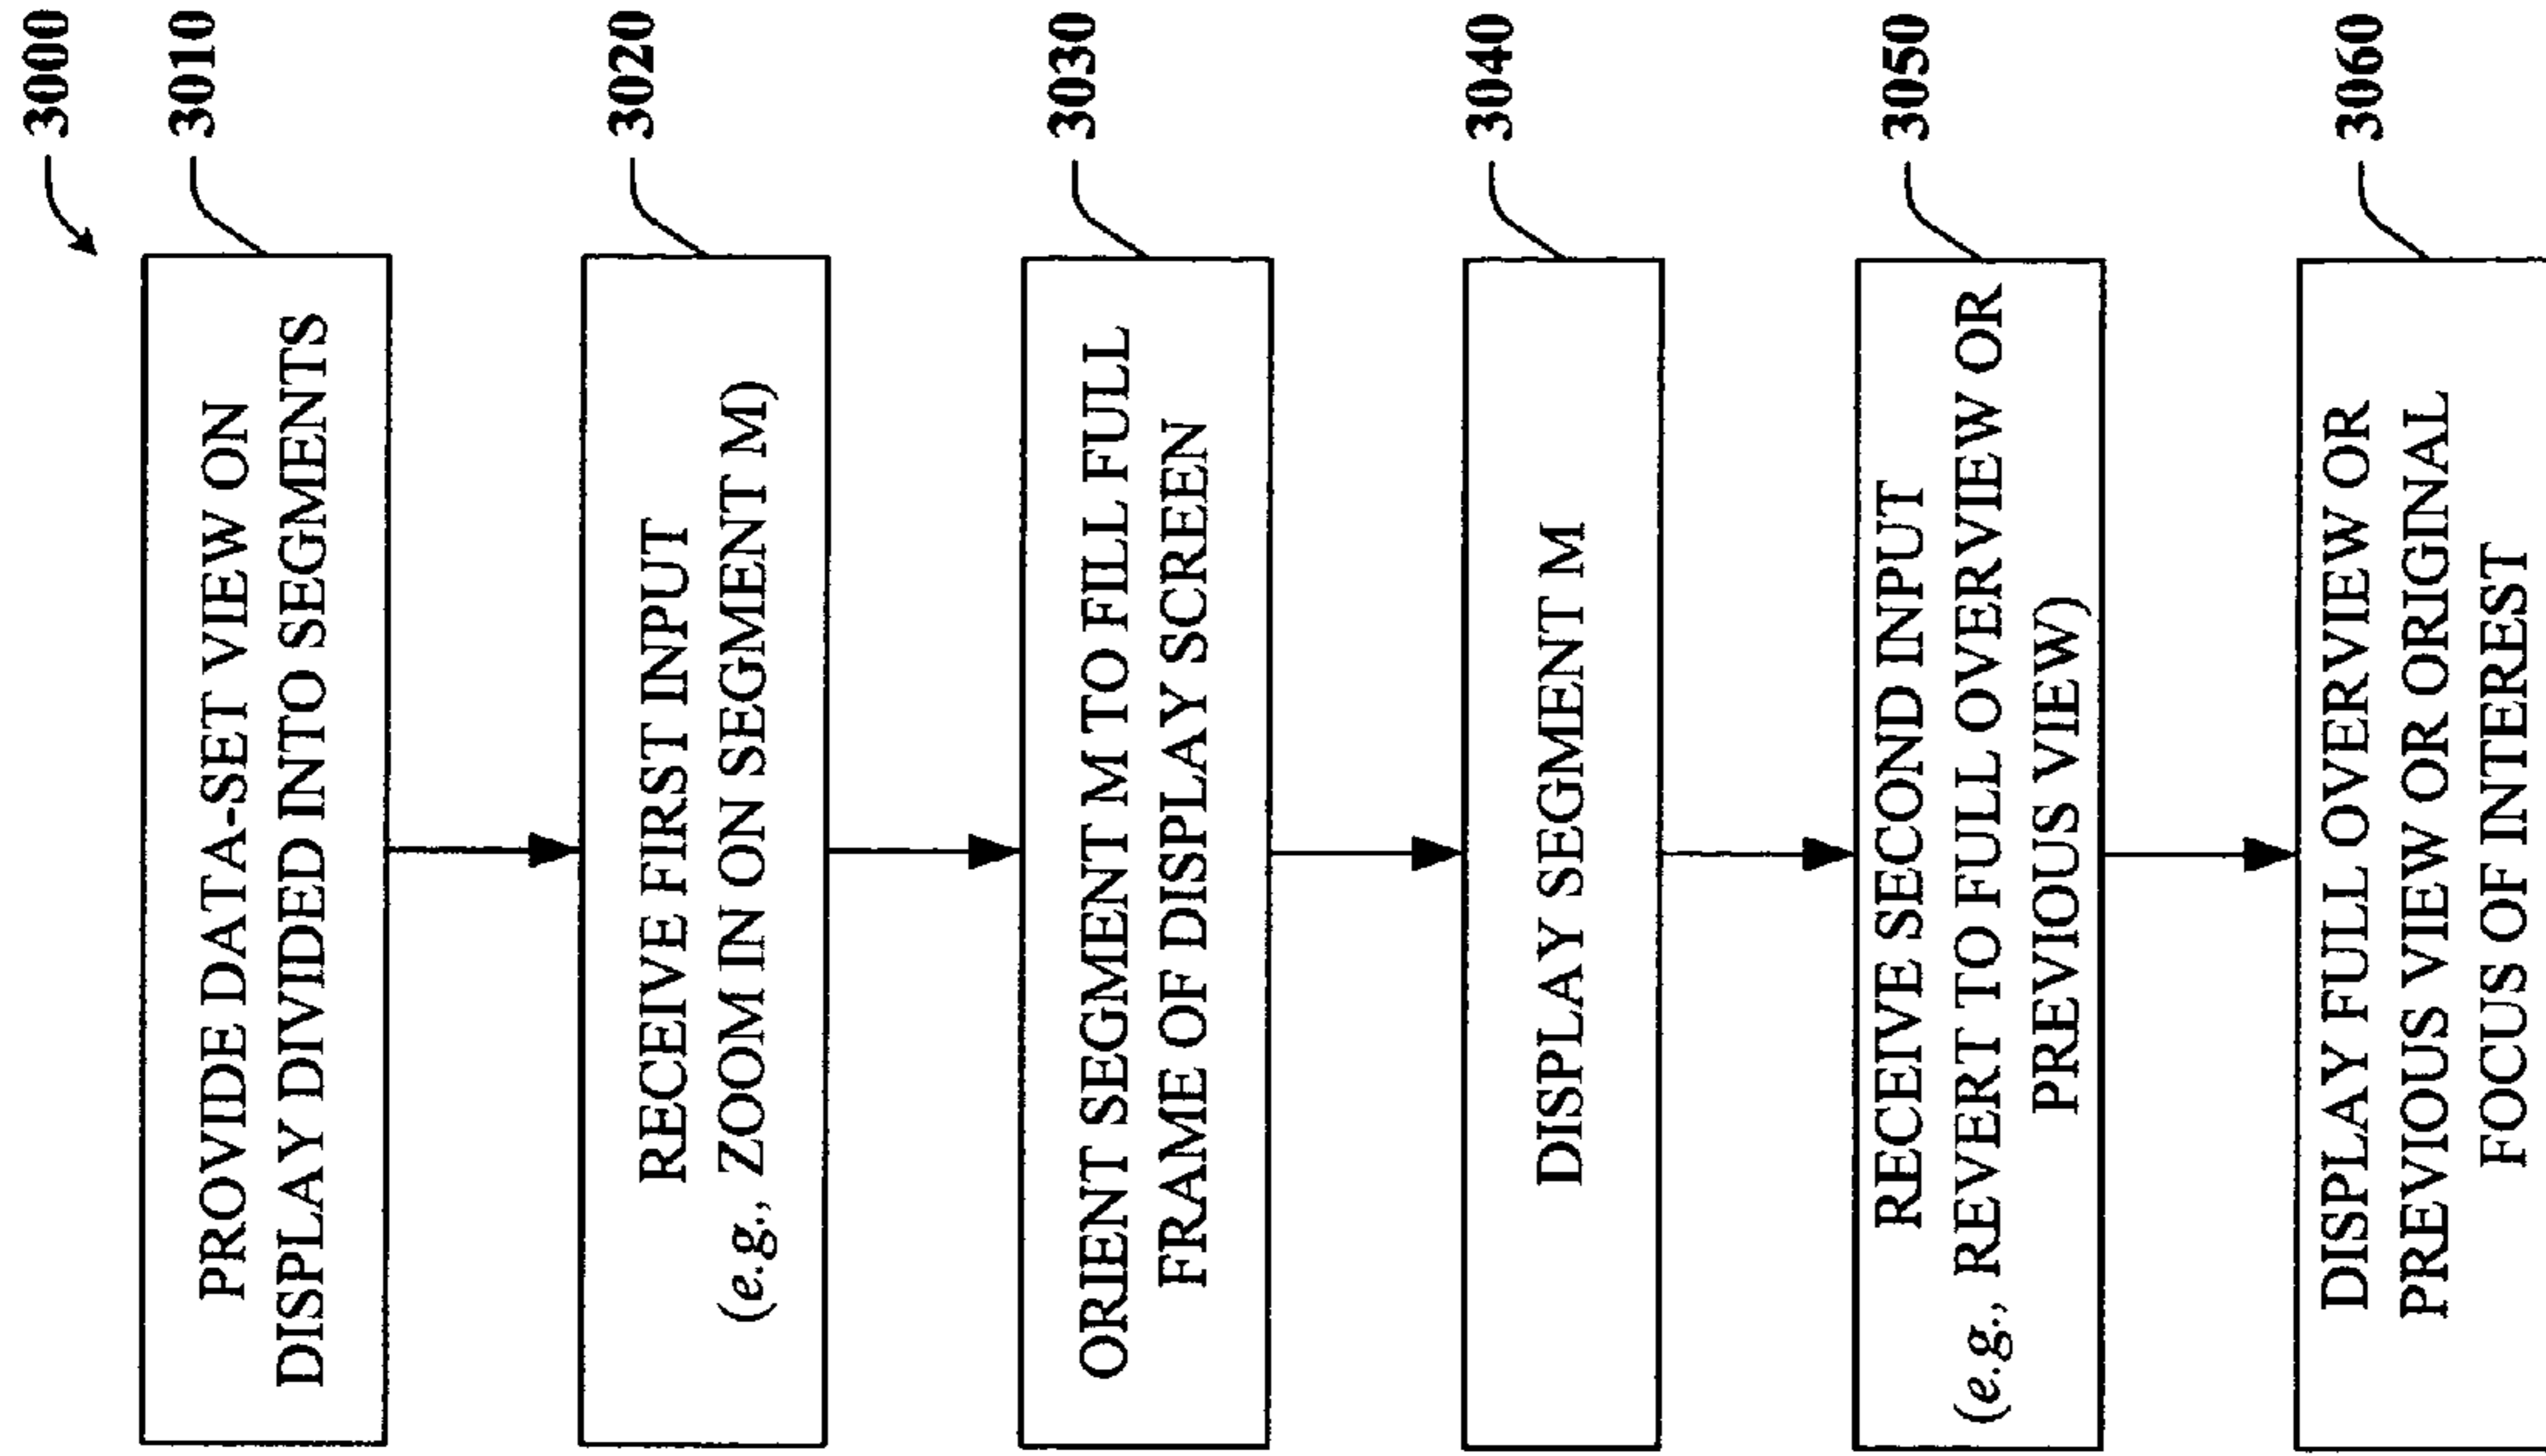 3000
3010
PROVIDE DATA-SET VIEW ON
DISPLAY DIVIDED INTO SEGMENTS
3020
RECEIVE FIRST INPUT
(e.g., ZOOM IN ON SEGMENT M)
3030
ORIENT SEGMENT M TO FILL FULL
FRAME OF DISPLAY SCREEN
3040
DISPLAY SEGMENT M
3050
RECEIVE SECOND INPUT
(e.g., REVERT TO FULL OVERVIEW OR
PREVIOUS VIEW)
3060
DISPLAY FULL OVERVIEW OR
PREVIOUS VIEW OR ORIGINAL
FOCUS OF INTEREST